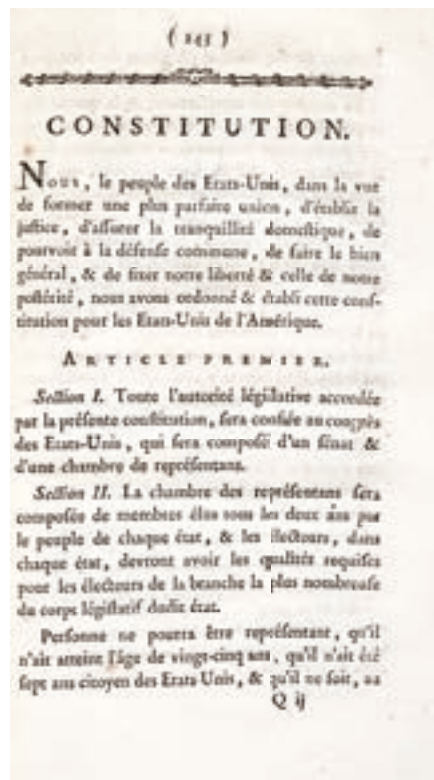 ( 243 )
CONSTITUTION.
Nous, le peuple des Etats-Unis, dans la vue
de former une plus parfaite union, d'établir la
justice, d'assurer la tranquillité domestique, de
pourvoir à la défense commune, de faire le bien
général, & de fixer notre liberté & celle de notre
postérité, nous avons ordonné & établi cette cons-
titution pour les Etats-Unis de l'Amérique.
ARTICLE PREMIER.
Section I. Toute l'autorité législative accordée
par la présente constitution, sera confiée au congrès
des Etats-Unis, qui sera composé d'un sénat &
d'une chambre de représentans.
Section II. La chambre des représentans sera
composée de membres élus tous les deux ans par
le peuple de chaque état, & les électeurs, dans
chaque état, devront avoir les qualités requises
pour les électeurs de la branche la plus nombreuse
du corps législatif dudit état.
Personne ne pourra être représentant, qu'il
n'ait atteint l'âge de vingt-cinq ans, qu'il n'ait été
sept ans citoyen des Etats-Unis, & qu'il ne soit, au
Q ij